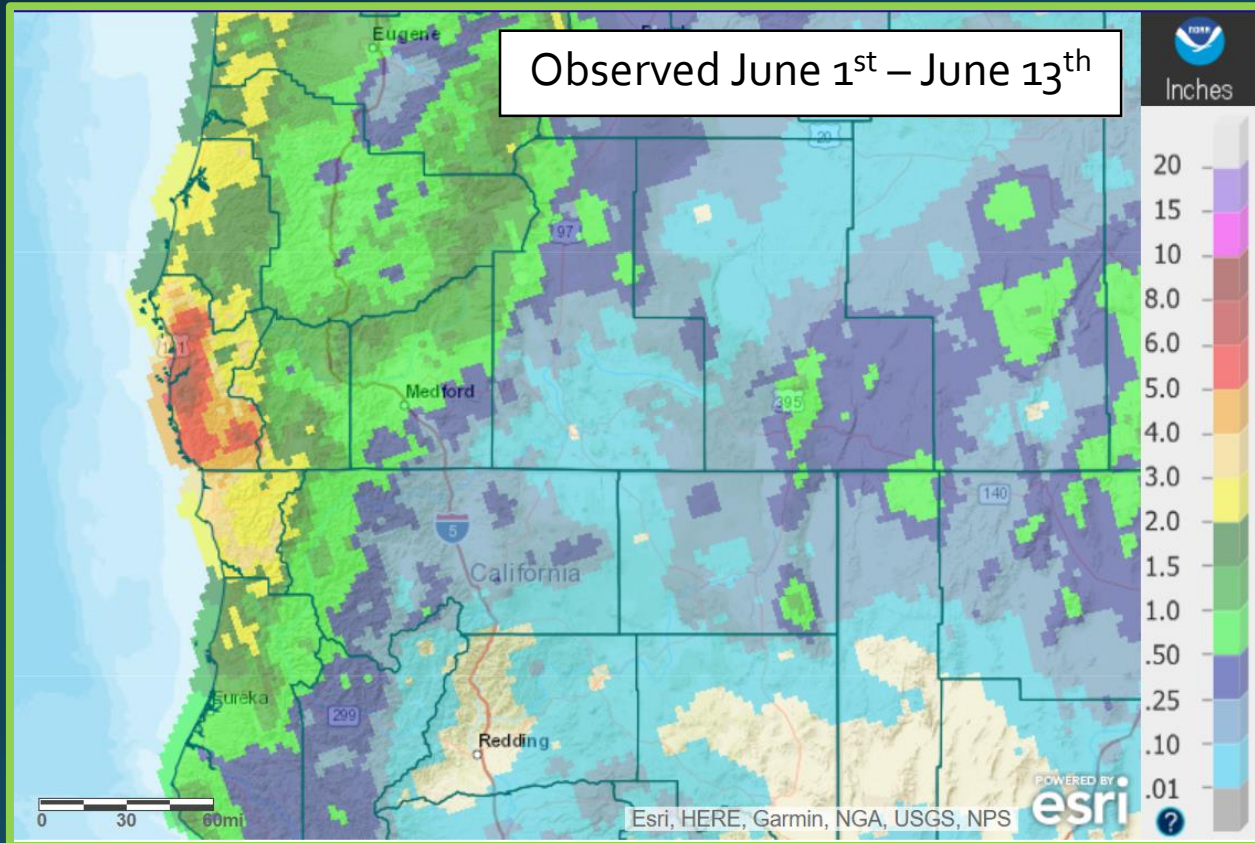 Eugene
Observed June 1st – June 13th
NOAA
Inches
20
20
15
197
10
8.0
101
6.0
Medford
5.0
395
4.0
3.0
140
2.0
5
1.5
California
1.0
.50
Eureka
299
.25
Redding
.10
POWERED BY
esri
.01
0 30 60mi
Esri, HERE, Garmin, NGA, USGS, NPS
?